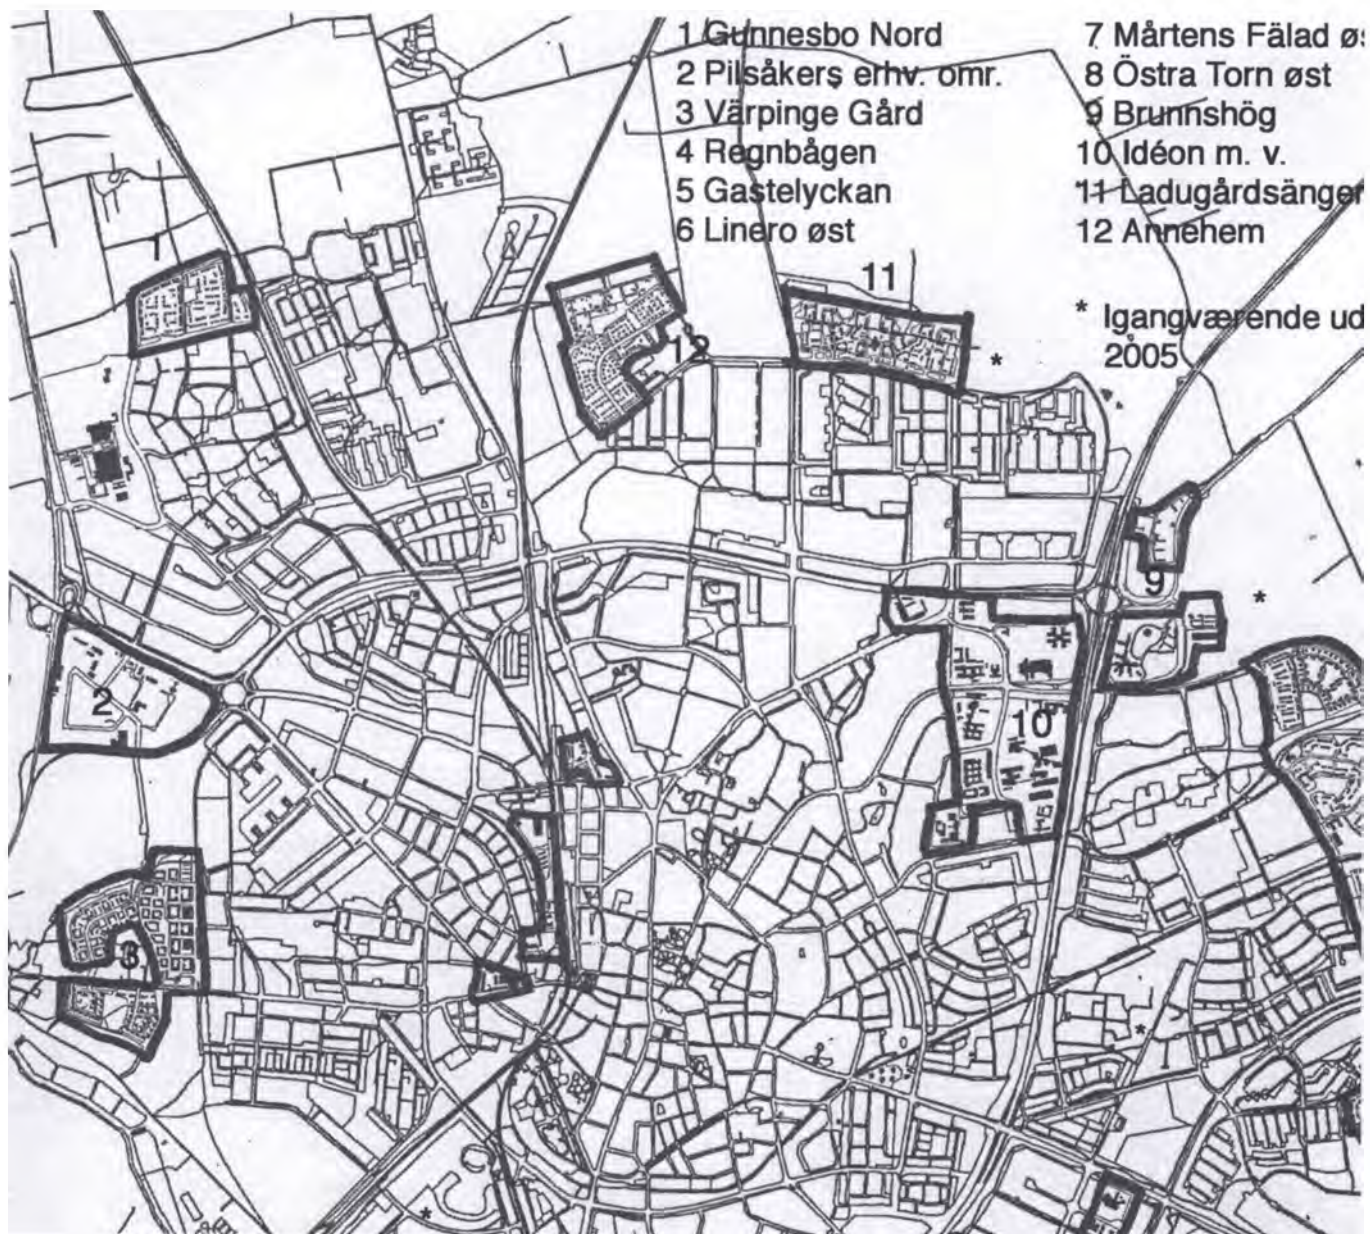 1 Gunnesbo Nord
2 Pilsåkers erhv. omr.
3 Värpinge Gård
4 Regnbågen
5 Gastelyckan
6 Linero øst
7 Mårtens Fälad øs
8 Östra Torn øst
9 Brunnshög
10 Idéon m. v.
11 Ladugårdsänger
12 Annehem
* Igangværende ud
2005
1
11
12
*
9
*
2
10
3
*
*